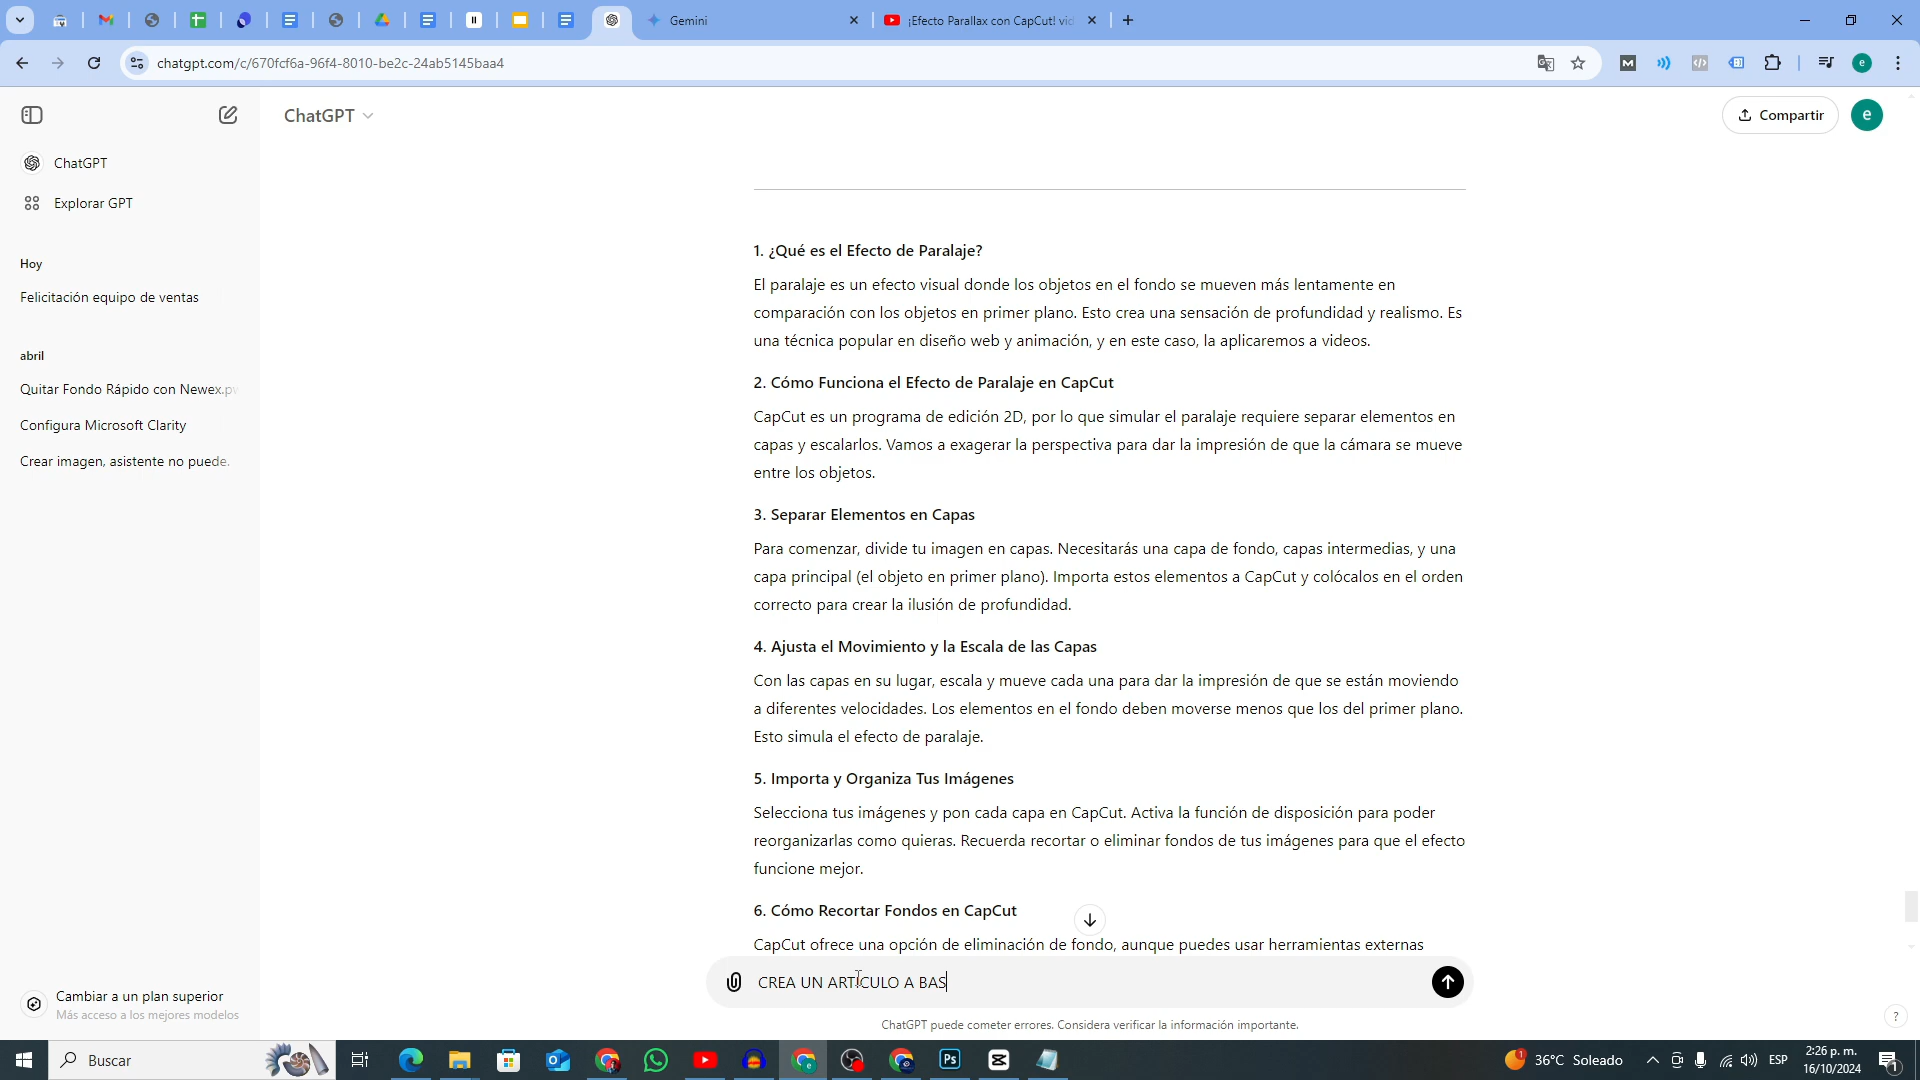 Gemini
¡Efecto Parallax con CapCut! vid
chatgpt.com/c/670fcf6a-96f4-8010-be2c-24ab5145baa4
ChatGPT
Compartir
e
ChatGPT
Explorar GPT
Hoy
Felicitación equipo de ventas
abril
Quitar Fondo Rápido con Newex.pw
Configura Microsoft Clarity
Crear imagen, asistente no puede.
Cambiar a un plan superior
Más acceso a los mejores modelos
1. ¿Qué es el Efecto de Paralaje?
El paralaje es un efecto visual donde los objetos en el fondo se mueven más lentamente en
comparación con los objetos en primer plano. Esto crea una sensación de profundidad y realismo. Es
una técnica popular en diseño web y animación, y en este caso, la aplicaremos a videos.
2. Cómo Funciona el Efecto de Paralaje en CapCut
CapCut es un programa de edición 2D, por lo que simular el paralaje requiere separar elementos en
capas y escalarlos. Vamos a exagerar la perspectiva para dar la impresión de que la cámara se mueve
entre los objetos.
3. Separar Elementos en Capas
Para comenzar, divide tu imagen en capas. Necesitarás una capa de fondo, capas intermedias, y una
capa principal (el objeto en primer plano). Importa estos elementos a CapCut y colócalos en el orden
correcto para crear la ilusión de profundidad.
4. Ajusta el Movimiento y la Escala de las Capas
Con las capas en su lugar, escala y mueve cada una para dar la impresión de que se están moviendo
a diferentes velocidades. Los elementos en el fondo deben moverse menos que los del primer plano.
Esto simula el efecto de paralaje.
5. Importa y Organiza Tus Imágenes
Selecciona tus imágenes y pon cada capa en CapCut. Activa la función de disposición para poder
reorganizarlas como quieras. Recuerda recortar o eliminar fondos de tus imágenes para que el efecto
funcione mejor.
6. Cómo Recortar Fondos en CapCut
CapCut ofrece una opción de eliminación de fondo, aunque puedes usar herramientas externas
CREA UN ARTÍCULO A BAS
ChatGPT puede cometer errores. Considera verificar la información importante.
?
Buscar
Ps
36°C Soleado
ESP
2:26 p. m.
16/10/2024